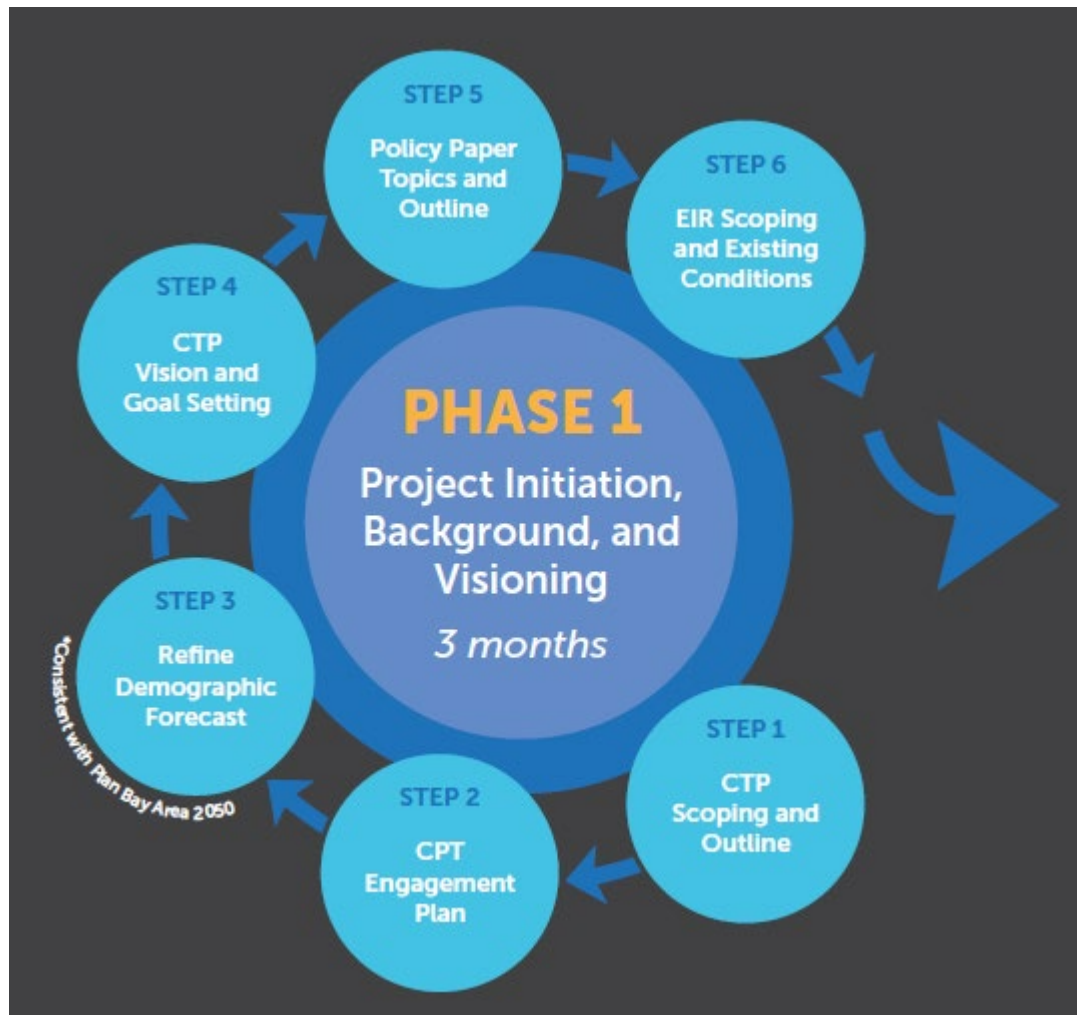 PHASE 1
Project Initiation,
Background, and
Visioning
3 months
STEP 1
CTP
Scoping and
Outline
STEP 2
CPT
Engagement
Plan
STEP 3
Refine
Demographic
Forecast
*Consistent with Plan Bay Area 2050
STEP 4
CTP
Vision and
Goal Setting
STEP 5
Policy Paper
Topics and
Outline
STEP 6
EIR Scoping
and Existing
Conditions